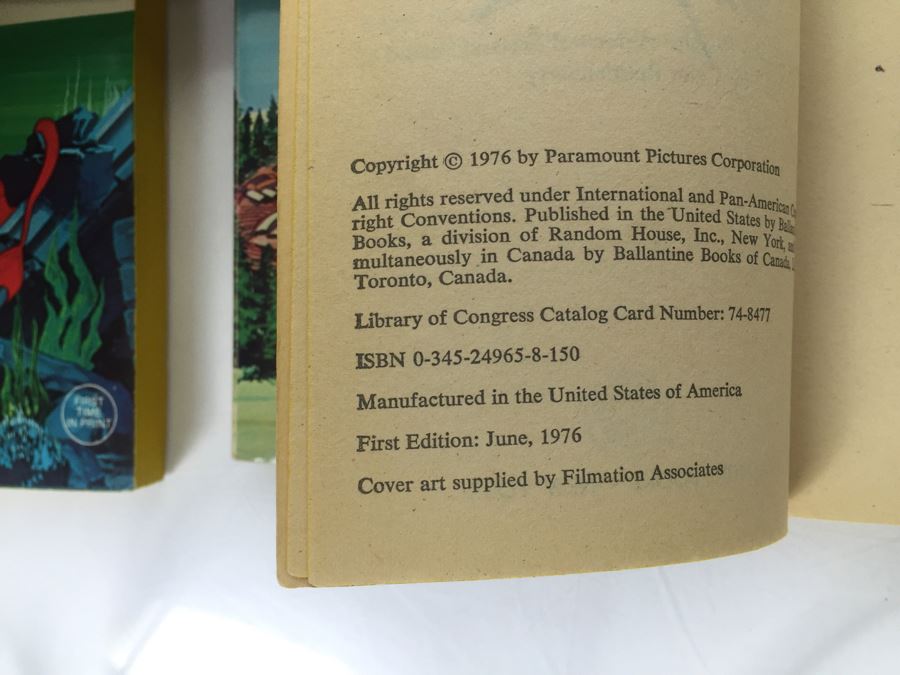 FIRST
TIME
IN PRINT
Copyright © 1976 by Paramount Pictures Corporation
All rights reserved under International and Pan-American
right Conventions. Published in the United States by
Books, a division of Random House, Inc., New York,
multaneously in Canada by Ballantine Books of Canada,
Toronto, Canada.
Library of Congress Catalog Card Number: 74-8477
ISBN 0-345-24965-8-150
Manufactured in the United States of America
First Edition: June, 1976
Cover art supplied by Filmation Associates